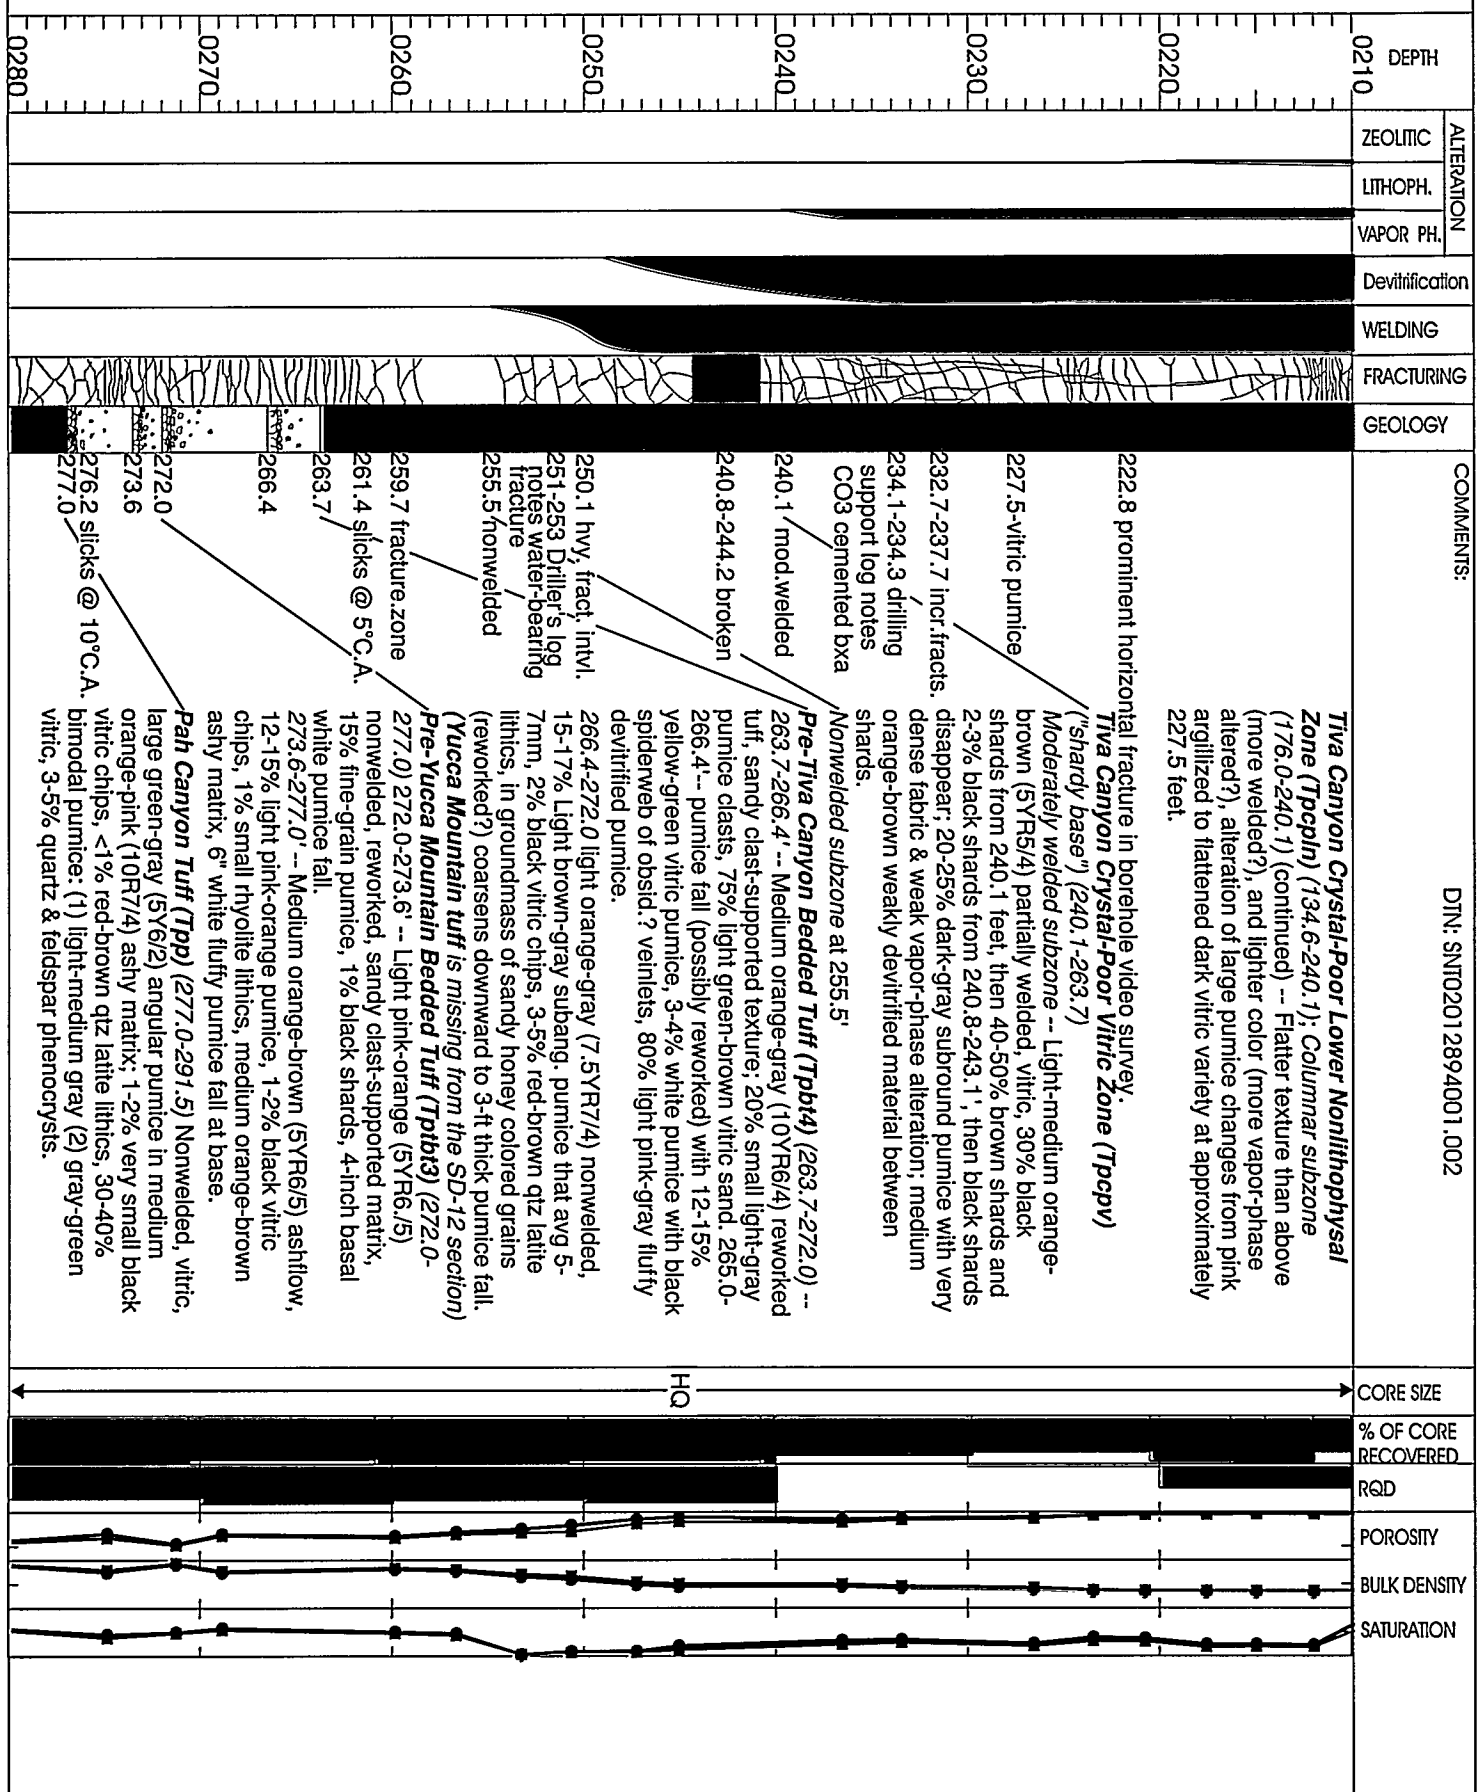 DTN: SNT02012894001.002
DEPTH
ALTERATION
ZEOLITIC
LITHOPH.
VAPOR PH.
Devitrification
WELDING
FRACTURING
GEOLOGY
COMMENTS:
CORE SIZE
% OF CORE
RECOVERED
RQD
POROSITY
BULK DENSITY
SATURATION
0210
0220
0230
0240
0250
0260
0270
0280
222.8 prominent horizontal fracture in borehole video survey.
227.5-vitric pumice
232.7-237.7 incr.fracts.
234.1-234.3 drilling
support log notes
CO3 cemented bxa
240.1 mod.welded
240.8-244.2 broken
250.1 hvy, fract. intvl.
251-253 Driller's log
notes water-bearing
fracture
255.5 nonwelded
259.7 fracture.zone
261.4 slicks @ 5°C.A.
263.7
266.4
272.0
273.6
276.2 slicks @ 10°C.A.
277.0
Tiva Canyon Crystal-Poor Lower Nonlithophysal
Zone (Tpcpln) (134.6-240.1); Columnar subzone
(176.0-240.1) (continued) -- Flatter texture than above
(more welded?), and lighter color (more vapor-phase
altered?), alteration of large pumice changes from pink
argillized to flattened dark vitric variety at approximately
227.5 feet.
Tiva Canyon Crystal-Poor Vitric Zone (Tpcpv)
("shardy base") (240.1-263.7)
Moderately welded subzone -- Light-medium orange-
brown (5YR5/4) partially welded, vitric, 30% black
shards from 240.1 feet, then 40-50% brown shards and
2-3% black shards from 240.8-243.1', then black shards
disappear; 20-25% dark-gray subround pumice with very
dense fabric & weak vapor-phase alteration; medium
orange-brown weakly devitrified material between
shards.
Nonwelded subzone at 255.5'
Pre-Tiva Canyon Bedded Tuff (Tpbt4) (263.7-272.0) --
263.7-266.4' -- Medium orange-gray (10YR6/4) reworked
tuff, sandy clast-supported texture; 20% small light-gray
pumice clasts, 75% light green-brown vitric sand. 265.0-
266.4'-- pumice fall (possibly reworked) with 12-15%
yellow-green vitric pumice, 3-4% white pumice with black
spiderweb of obsid.? veinlets, 80% light pink-gray fluffy
devitrified pumice.
266.4-272.0 light orange-gray (7.5YR7/4) nonwelded,
15-17% Light brown-gray subang. pumice that avg 5-
7mm, 2% black vitric chips, 3-5% red-brown qtz latite
lithics, in groundmass of sandy honey colored grains
(reworked?) coarsens downward to 3-ft thick pumice fall.
(Yucca Mountain tuff is missing from the SD-12 section)
Pre-Yucca Mountain Bedded Tuff (Tptbt3) (272.0-
277.0) 272.0-273.6' -- Light pink-orange (5YR6./5)
nonwelded, reworked, sandy clast-supported matrix,
15% fine-grain pumice, 1% black shards, 4-inch basal
white pumice fall.
273.6-277.0' -- Medium orange-brown (5YR6/5) ashflow,
12-15% light pink-orange pumice, 1-2% black vitric
chips, 1% small rhyolite lithics, medium orange-brown
ashy matrix, 6" white fluffy pumice fall at base.
Pah Canyon Tuff (Tpp) (277.0-291.5) Nonwelded, vitric,
large green-gray (5Y6/2) angular pumice in medium
orange-pink (10R7/4) ashy matrix; 1-2% very small black
vitric chips, <1% red-brown qtz latite lithics, 30-40%
bimodal pumice: (1) light-medium gray (2) gray-green
vitric, 3-5% quartz & feldspar phenocrysts.
HQ